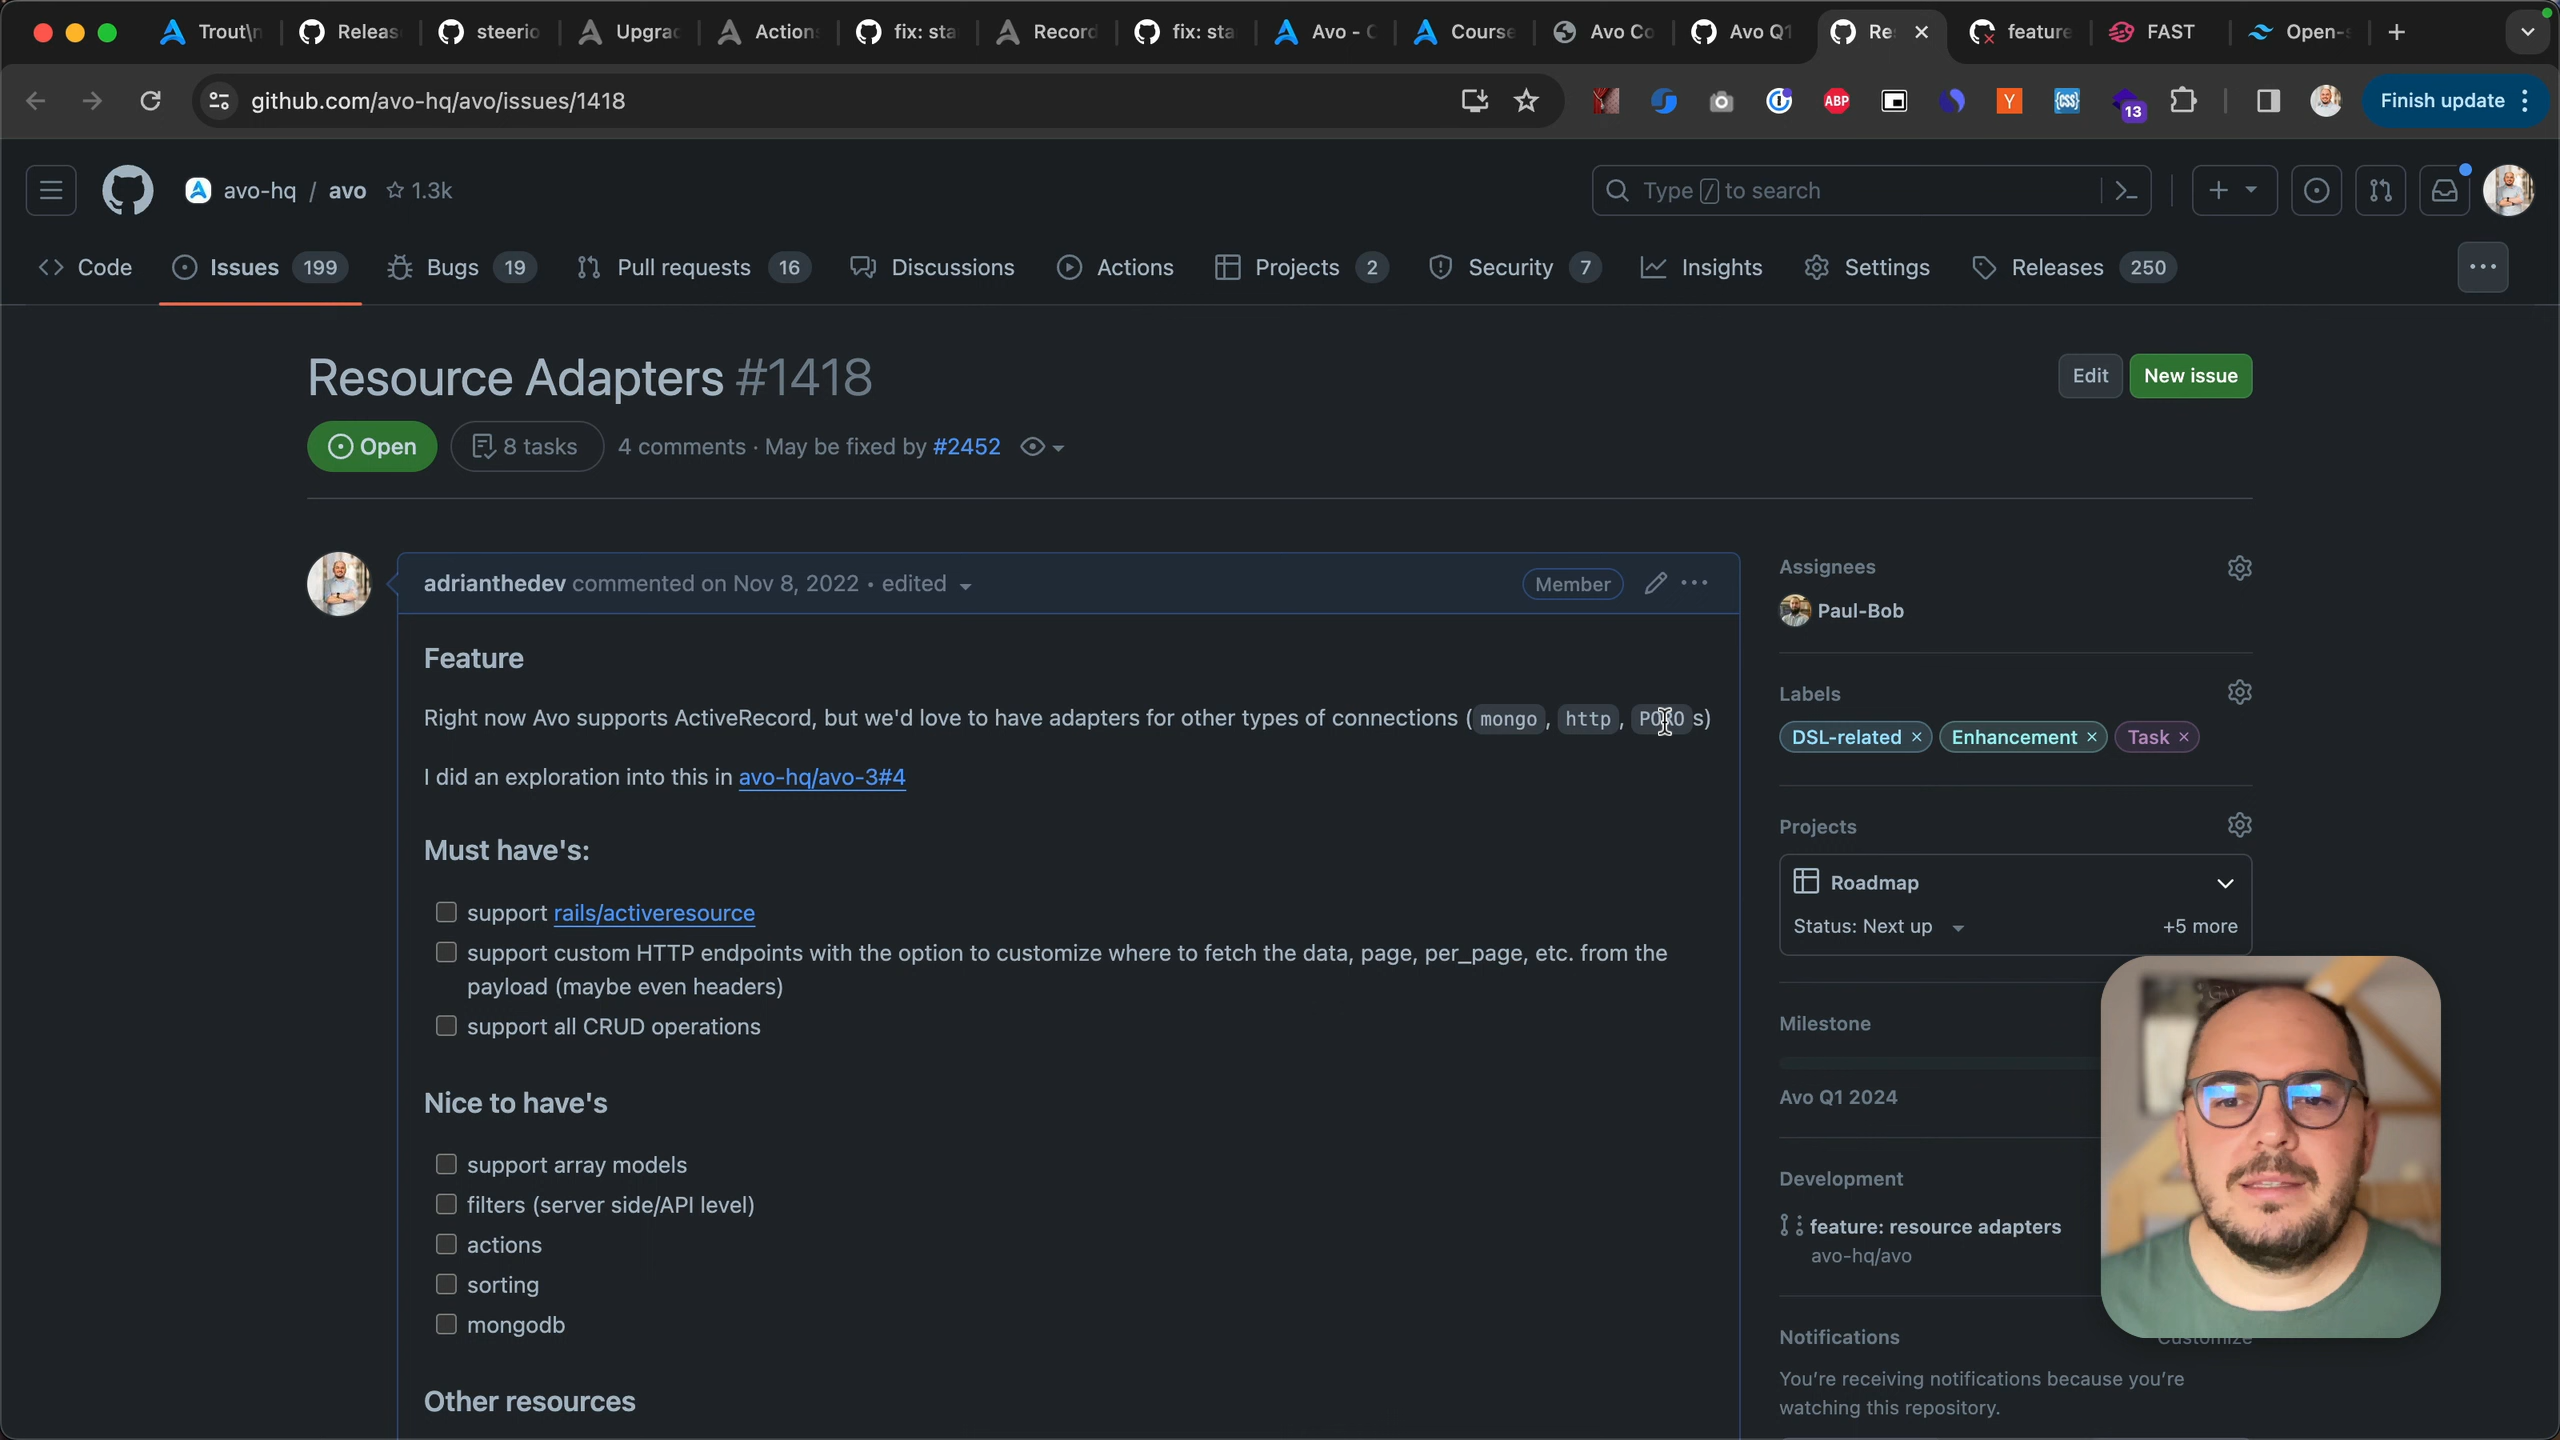 Trout\n
Releas
steerio
Upgrad
Action
fix: sta
Record
fix: sta
Avo - C
Course
Avo Co
Avo Q1
Re
feature
FAST
Open-
github.com/avo-hq/avo/issues/1418
ABP
Y
{CSS}
13
Finish update
avo-hq / avo 1.3k
Type / to search
Code
Issues 199
Bugs 19
Pull requests 16
Discussions
Actions
Projects 2
Security 7
Insights
Settings
Releases 250
Resource Adapters #1418
Edit
New issue
Open
8 tasks
4 comments · May be fixed by #2452
adrianthedev commented on Nov 8, 2022 • edited
Member
Feature
Right now Avo supports ActiveRecord, but we'd love to have adapters for other types of connections (mongo, http, POROs)
I did an exploration into this in avo-hq/avo-3#4
Must have's:
support rails/activeresource
support custom HTTP endpoints with the option to customize where to fetch the data, page, per_page, etc. from the
payload (maybe even headers)
support all CRUD operations
Nice to have's
support array models
filters (server side/API level)
actions
sorting
mongodb
Other resources
Assignees
Paul-Bob
Labels
DSL-related × Enhancement × Task ×
Projects
Roadmap
Status: Next up +5 more
Milestone
Avo Q1 2024
Development
feature: resource adapters
avo-hq/avo
Notifications
Customize
You're receiving notifications because you're
watching this repository.